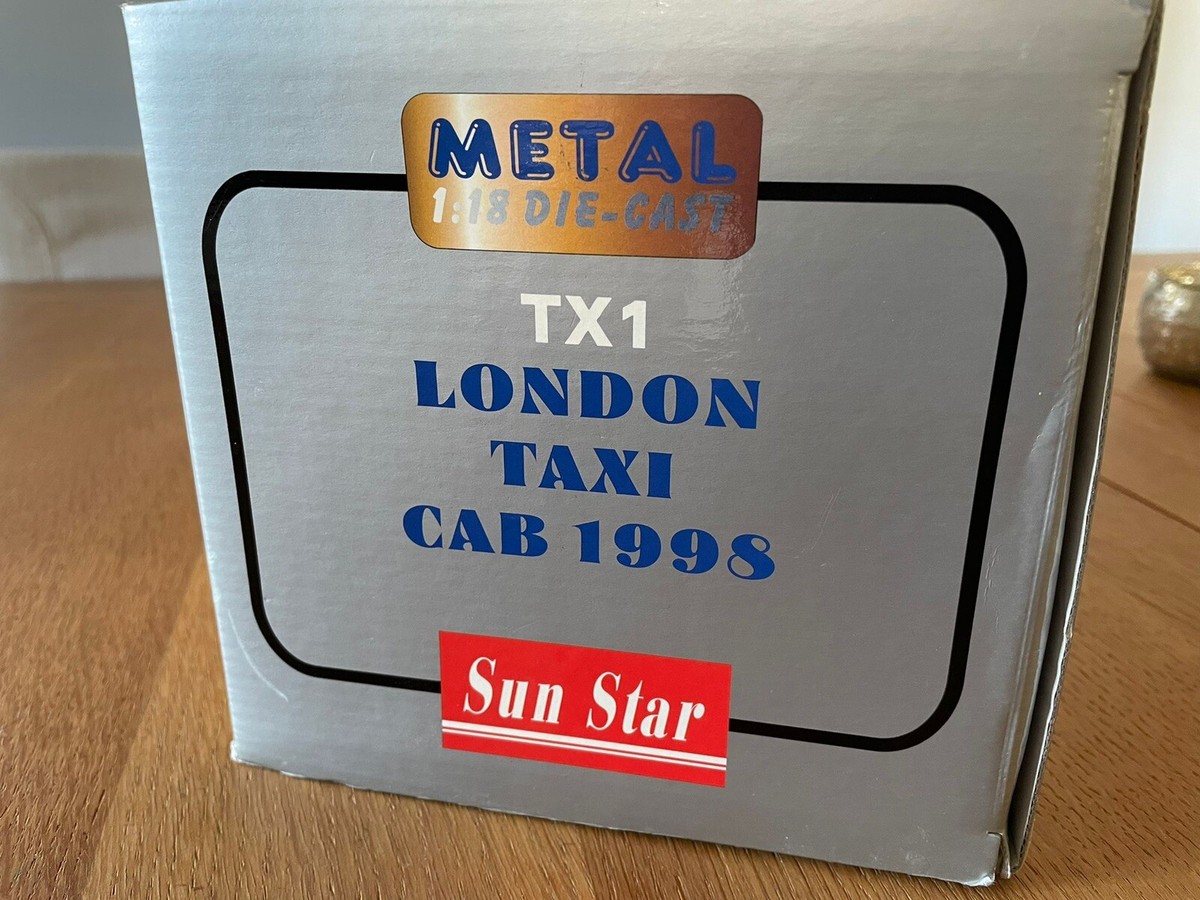 METAL
1:18 DIE-CAST
TX1
LONDON
TAXI
CAB 1998
Sun Star